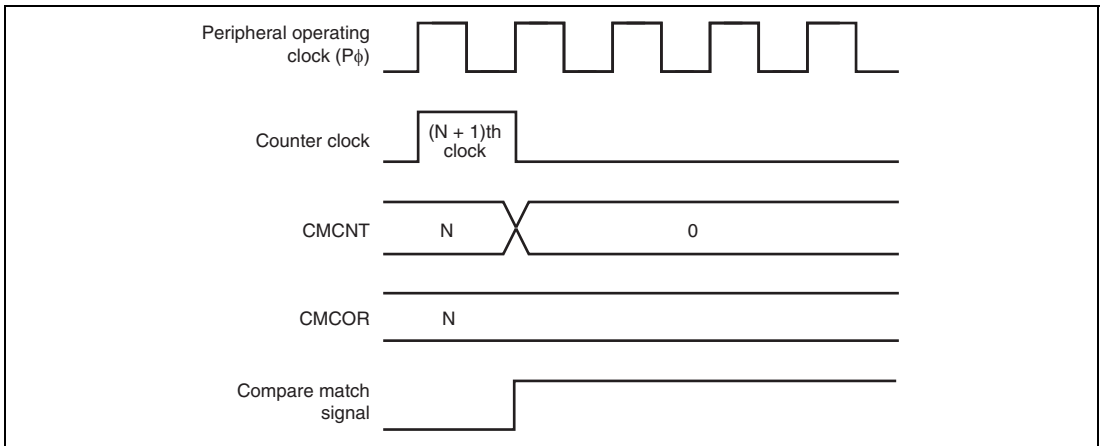 Peripheral operating
clock (Pϕ)
Counter clock
(N + 1)th
clock
CMCNT
N
0
CMCOR
N
Compare match
signal